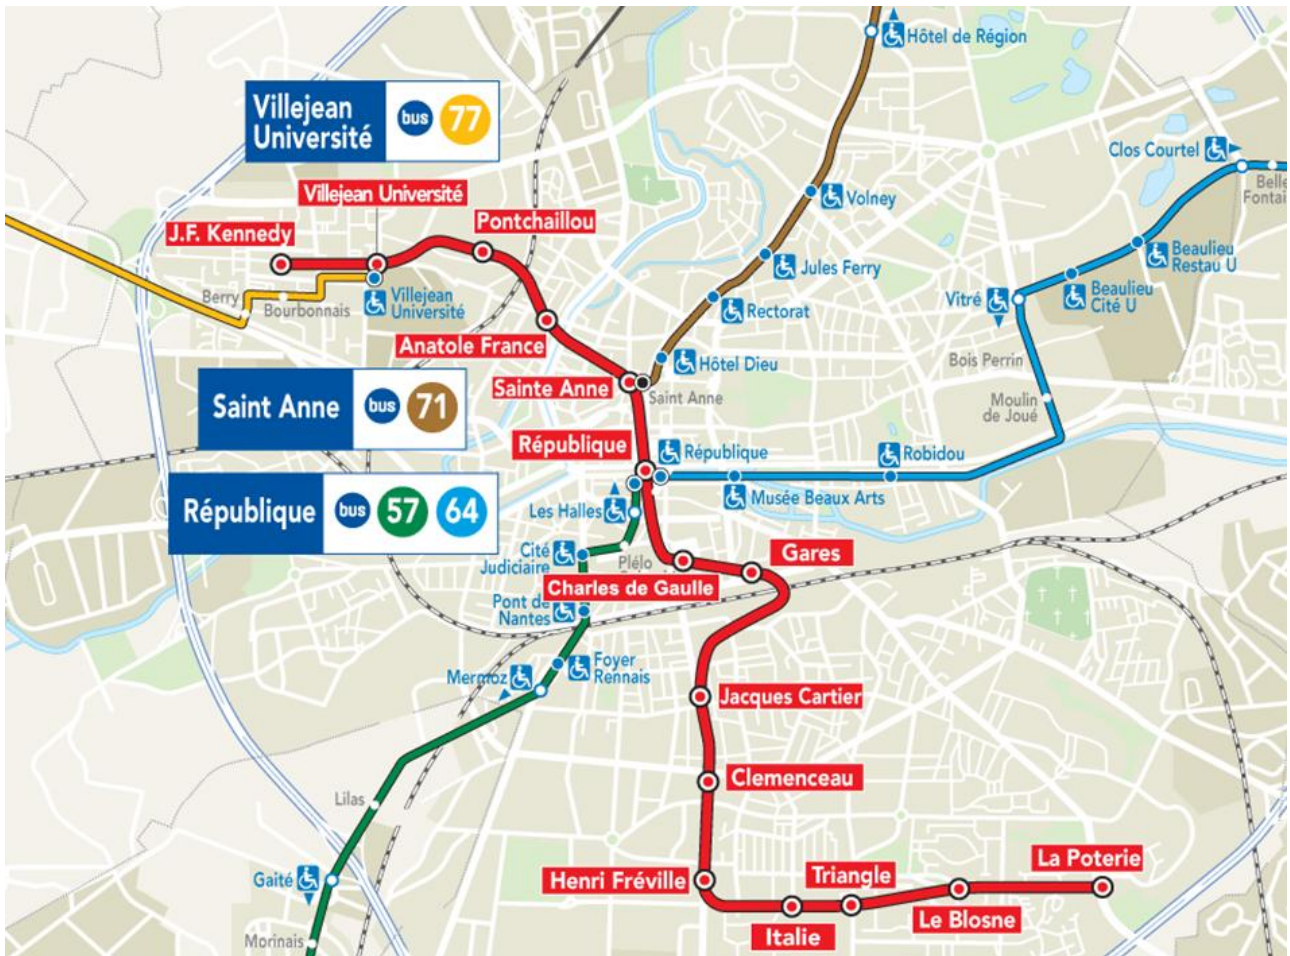 Hôtel de Région
Villejean
Université
bus 77
Clos Courtel
Belle
Fontai
Villejean Université
Volney
Pontchaillou
J.F. Kennedy
Beaulieu
Restau U
Jules Ferry
Beaulieu
Cité U
Vitré
Berry
Bourbonnais
Villejean
Université
Rectorat
Anatole France
Bois Perrin
Hôtel Dieu
Sainte Anne
Saint Anne
Moulin
de Joué
Saint Anne
bus 71
République
République
Robidou
Musée Beaux Arts
République
bus 57 64
Les Halles
Cité
Judiciaire
Plélo
Gares
Charles de Gaulle
Pont de
Nantes
Foyer
Rennais
Mermoz
Jacques Cartier
Clemenceau
Lilas
La Poterie
Triangle
Henri Fréville
Gaité
Le Blosne
Italie
Morinais